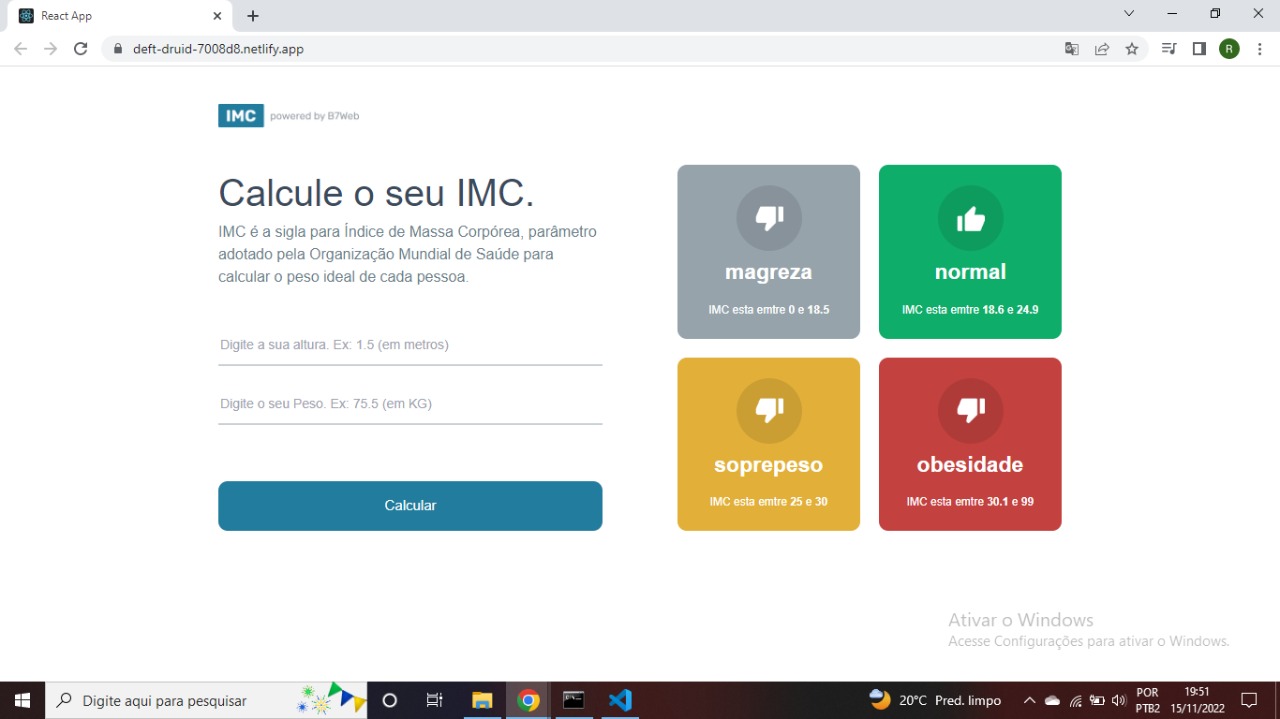 React App
deft-druid-7008d8.netlify.app
R
IMC powered by B7Web
Calcule o seu IMC.
IMC é a sigla para Índice de Massa Corpórea, parâmetro
adotado pela Organização Mundial de Saúde para
calcular o peso ideal de cada pessoa.
Digite a sua altura. Ex: 1.5 (em metros)
Digite o seu Peso. Ex: 75.5 (em KG)
Calcular
magreza
IMC esta emtre 0 e 18.5
normal
IMC esta emtre 18.6 e 24.9
soprepeso
IMC esta emtre 25 e 30
obesidade
IMC esta emtre 30.1 e 99
Ativar o Windows
Acesse Configurações para ativar o Windows.
Digite aqui para pesquisar
20°C Pred. limpo
POR
PTB2
19:51
15/11/2022